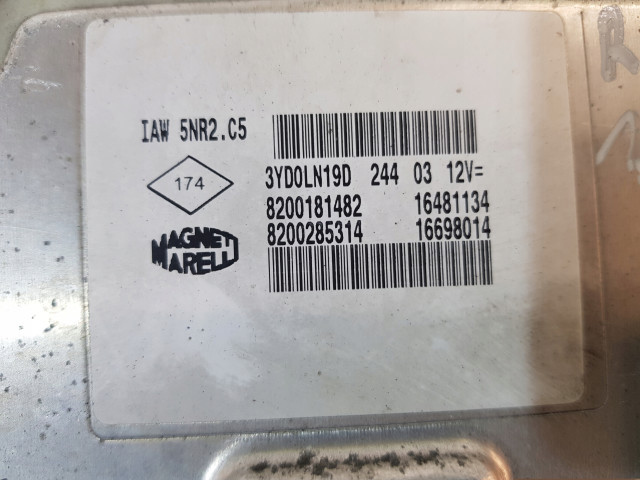 IAW 5NR2.C5
174
3YD0LN19D 244 03 12V=
8200181482 16481134
8200285314 16698014
MAGNETI
MARELLI
R